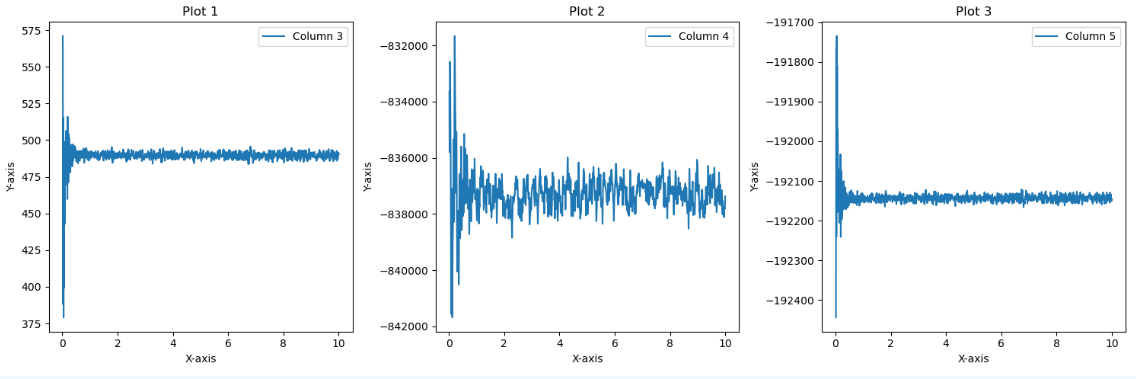 Plot 1
Column 3
575
550
525
500
475
450
425
400
375
Y-axis
0 2 4 6 8 10
X-axis
Plot 2
Column 4
−832000
−834000
−836000
−838000
−840000
−842000
Y-axis
0 2 4 6 8 10
X-axis
Plot 3
Column 5
−191700
−191800
−191900
−192000
−192100
−192200
−192300
−192400
Y-axis
0 2 4 6 8 10
X-axis